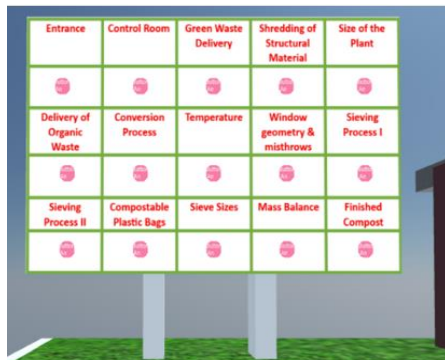 Entrance
Control Room
Green Waste
Delivery
Shredding of
Structural
Material
Size of the
Plant
Delivery of
Organic
Waste
Conversion
Process
Temperature
Window
geometry &
misthrows
Sieving
Process I
Sieving
Process II
Compostable
Plastic Bags
Sieve Sizes
Mass Balance
Finished
Compost